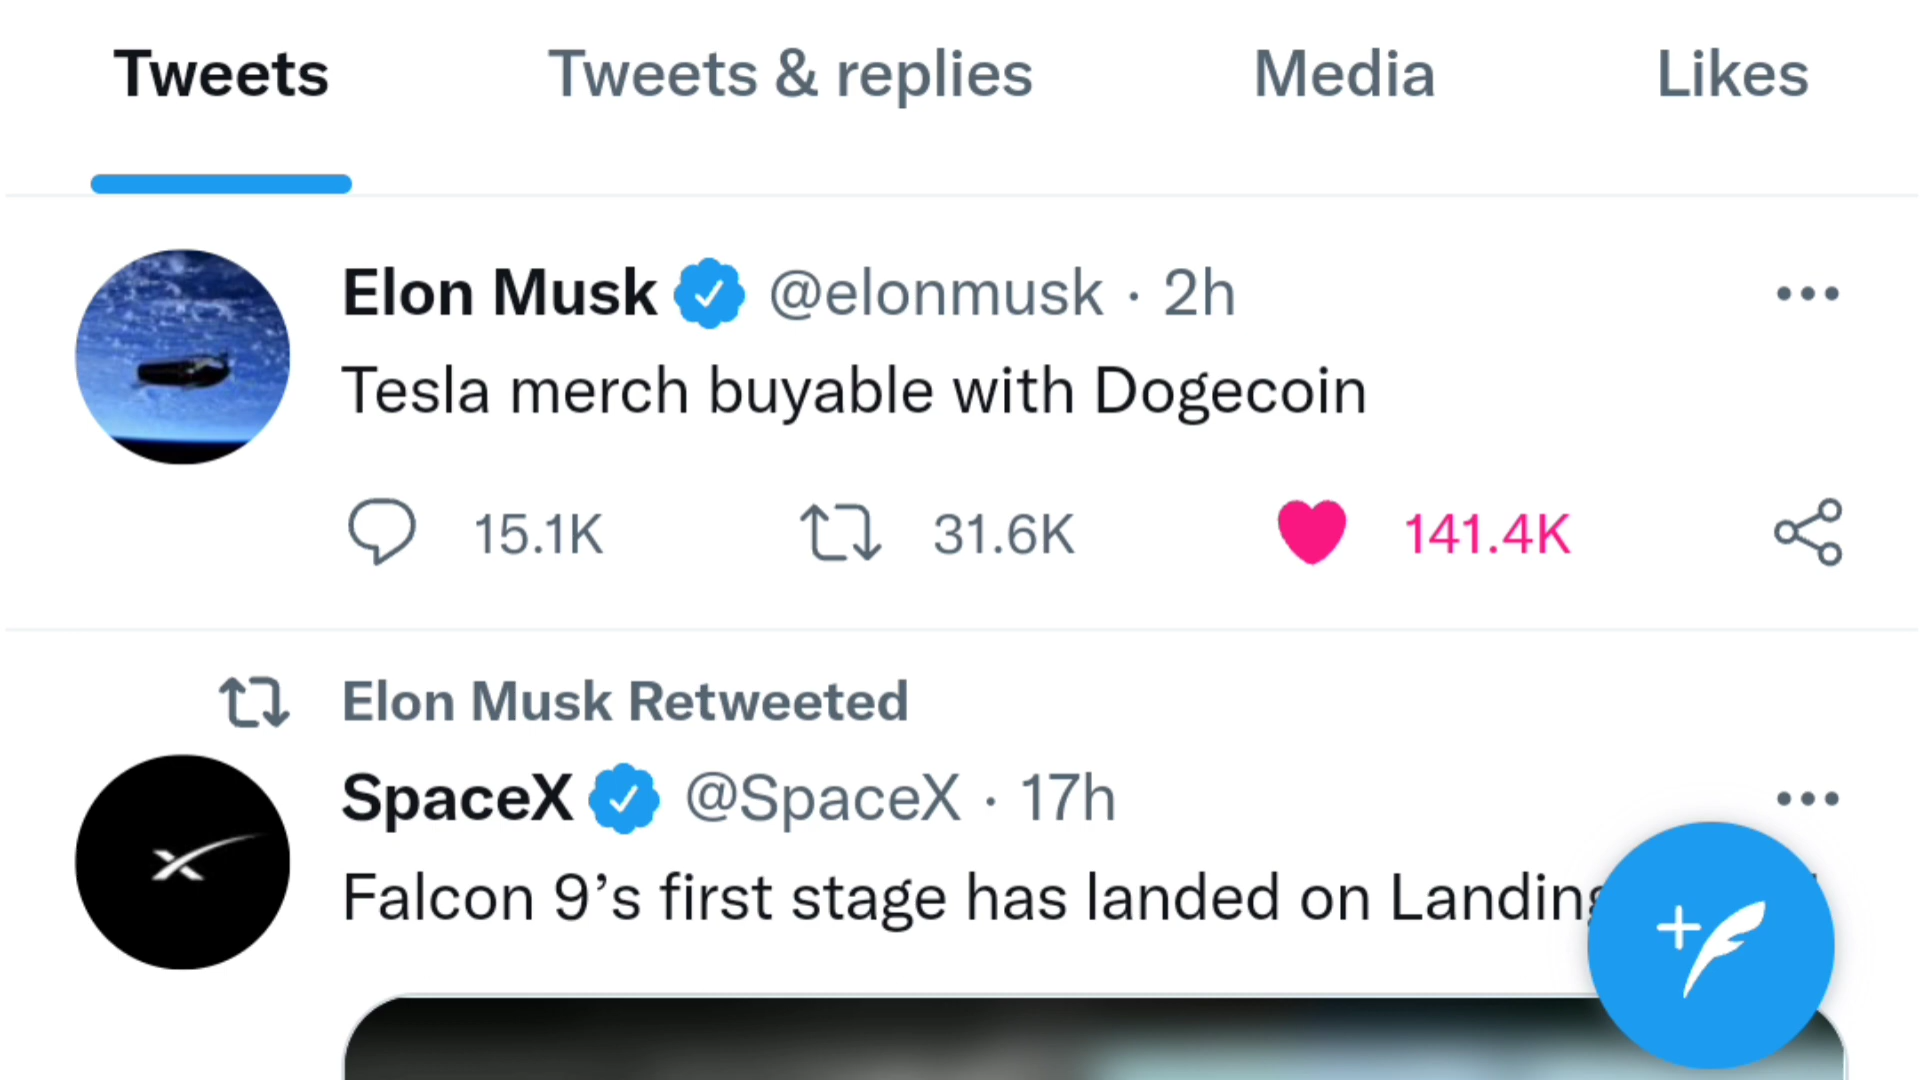 Tweets Tweets & replies Media Likes
Elon Musk @elonmusk · 2h
Tesla merch buyable with Dogecoin
15.1K 31.6K 141.4K
Elon Musk Retweeted
SpaceX @SpaceX · 17h
Falcon 9’s first stage has landed on Landing